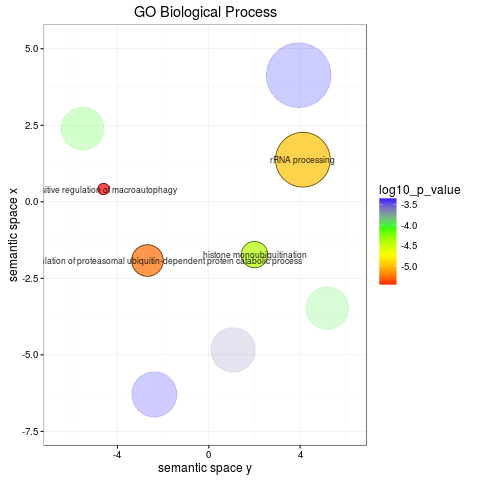 GO Biological Process
5.0
2.5
0.0
-2.5
-5.0
-7.5
semantic space x
rRNA processing
sitive regulation of macroautophagy
histone monoubiquitination
lation of proteasomal ubiquitin-dependent protein catabolic process
-4
0
4
semantic space y
log10_p_value
-3.5
-4.0
-4.5
-5.0